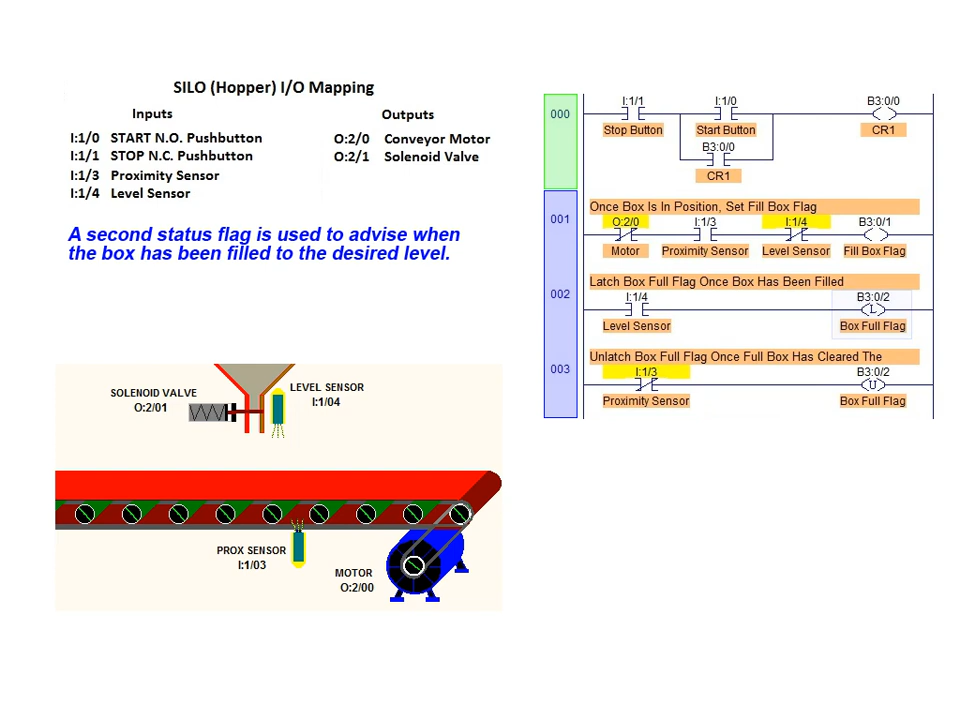 SILO (Hopper) I/O Mapping
Inputs
Outputs
I:1/0 START N.O. Pushbutton
I:1/1 STOP N.C. Pushbutton
I:1/3 Proximity Sensor
I:1/4 Level Sensor
O:2/0 Conveyor Motor
O:2/1 Solenoid Valve
A second status flag is used to advise when
the box has been filled to the desired level.
SOLENOID VALVE
O:2/01
LEVEL SENSOR
I:1/04
PROX SENSOR
I:1/03
MOTOR
O:2/00
000
I:1/1
I:1/0
B3:0/0
Stop Button
Start Button
CR1
B3:0/0
CR1
001
Once Box Is In Position, Set Fill Box Flag
O:2/0
I:1/3
I:1/4
B3:0/1
Motor
Proximity Sensor
Level Sensor
Fill Box Flag
002
Latch Box Full Flag Once Box Has Been Filled
I:1/4
B3:0/2
L
Level Sensor
Box Full Flag
003
Unlatch Box Full Flag Once Full Box Has Cleared The
I:1/3
B3:0/2
U
Proximity Sensor
Box Full Flag